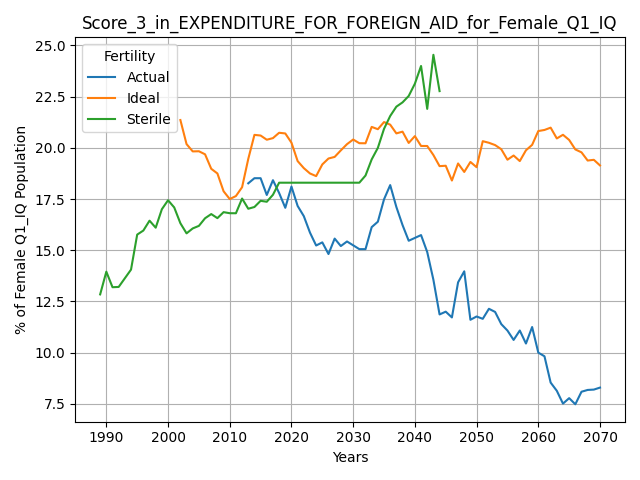 Score_3_in_EXPENDITURE_FOR_FOREIGN_AID_for_Female_Q1_IQ
Fertility
Actual
Ideal
Sterile
% of Female Q1_IQ Population
25.0
22.5
20.0
17.5
15.0
12.5
10.0
7.5
1990 2000 2010 2020 2030 2040 2050 2060 2070
Years